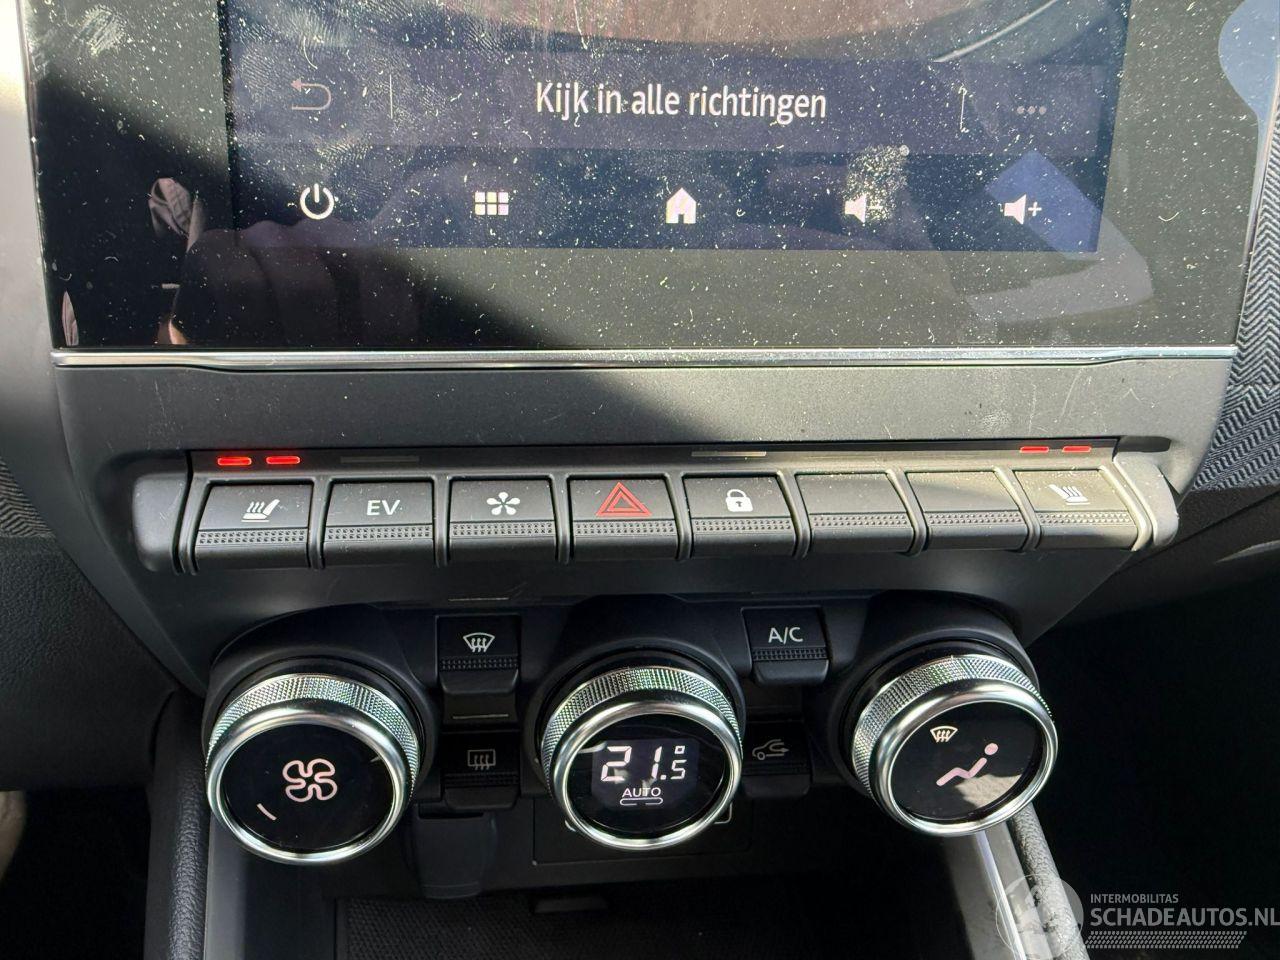 Kijk in alle richtingen
EV
A/C
21.5°
AUTO
INTERMOBILITAS
SCHADEAUTOS.NL